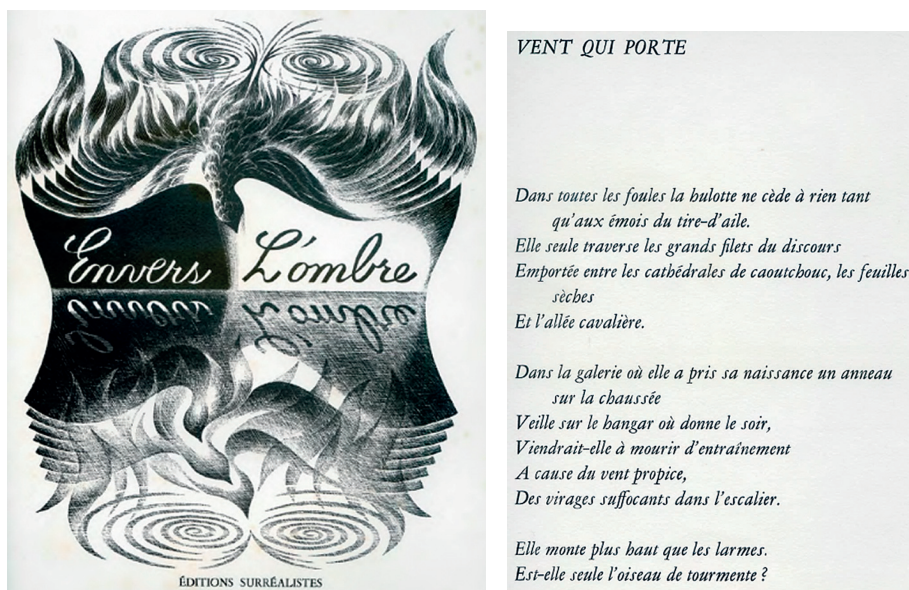 Envers L'ombre
Envers L'ombre
ÉDITIONS SURRÉALISTES
VENT QUI PORTE
Dans toutes les foules la hulotte ne cède à rien tant
qu'aux émois du tire-d'aile.
Elle seule traverse les grands filets du discours
Emportée entre les cathédrales de caoutchouc, les feuilles
sèches
Et l'allée cavalière.
Dans la galerie où elle a pris sa naissance un anneau
sur la chaussée
Veille sur le hangar où donne le soir,
Viendrait-elle à mourir d'entraînement
A cause du vent propice,
Des virages suffocants dans l'escalier.
Elle monte plus haut que les larmes.
Est-elle seule l'oiseau de tourmente ?